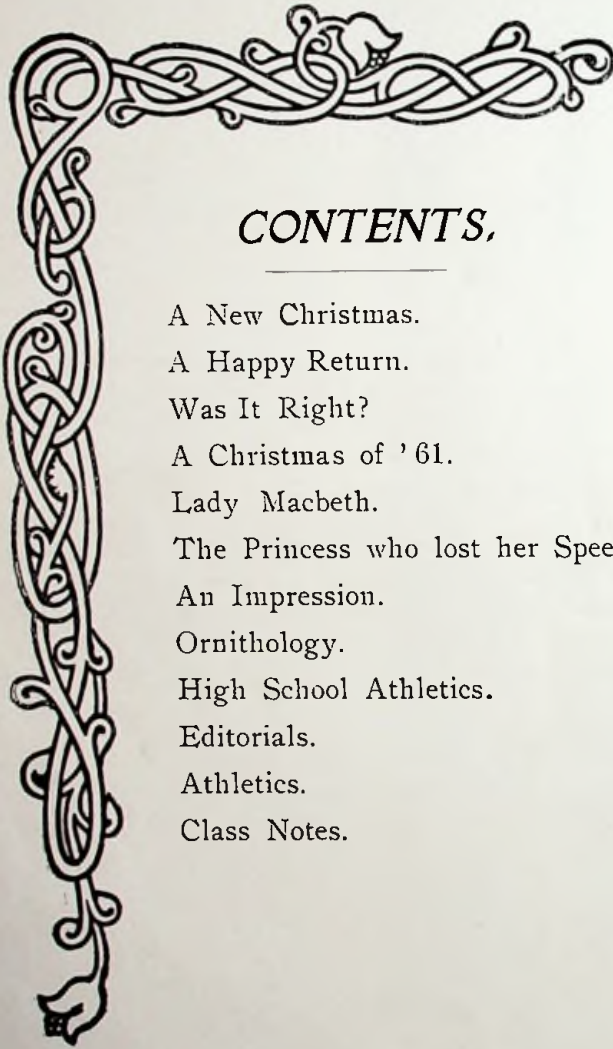 CONTENTS.
A New Christmas.
A Happy Return.
Was It Right?
A Christmas of '61.
Lady Macbeth.
The Princess who lost her
An Impression.
Ornithology.
High School Athletics.
Editorials.
Athletics.
Class Notes.